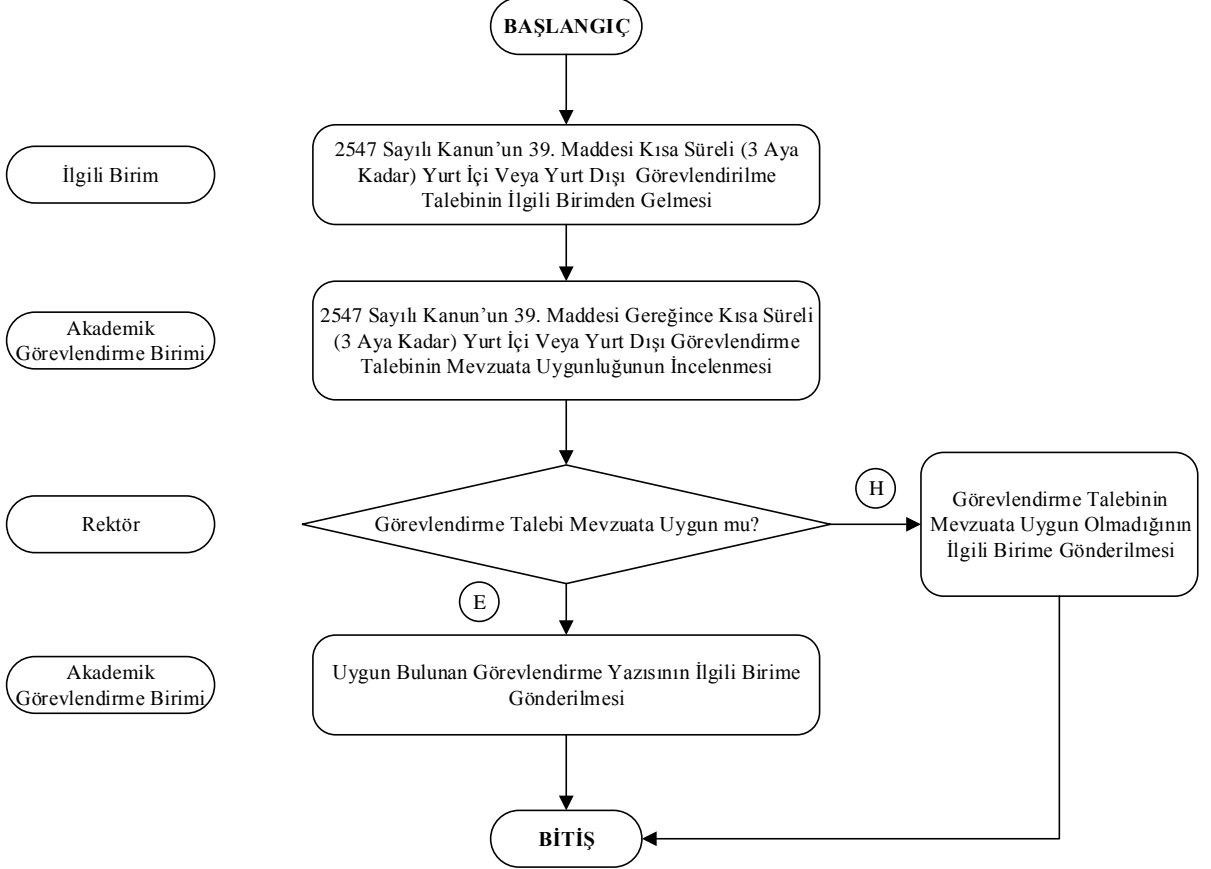 BAŞLANGIÇ
İlgili Birim
2547 Sayılı Kanun’un 39. Maddesi Kısa Süreli (3 Aya
Kadar) Yurt İçi Veya Yurt Dışı Görevlendirilme
Talebinin İlgili Birimden Gelmesi
Akademik
Görevlendirme Birimi
2547 Sayılı Kanun’un 39. Maddesi Gereğince Kısa Süreli
(3 Aya Kadar) Yurt İçi Veya Yurt Dışı Görevlendirme
Talebinin Mevzuata Uygunluğunun İncelenmesi
Rektör
Görevlendirme Talebi Mevzuata Uygun mu?
H
Görevlendirme Talebinin
Mevzuata Uygun Olmadığının
İlgili Birime Gönderilmesi
E
Akademik
Görevlendirme Birimi
Uygun Bulunan Görevlendirme Yazısının İlgili Birime
Gönderilmesi
BİTİŞ